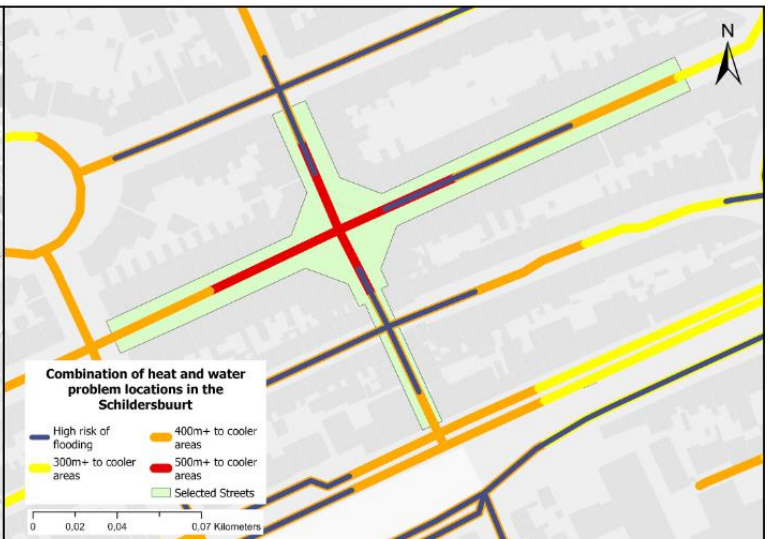 N
Combination of heat and water
problem locations in the
Schildersbuurt
High risk of
flooding
400m+ to cooler
areas
300m+ to cooler
areas
500m+ to cooler
areas
Selected Streets
0 0,02 0,04 0,07 Kilometers